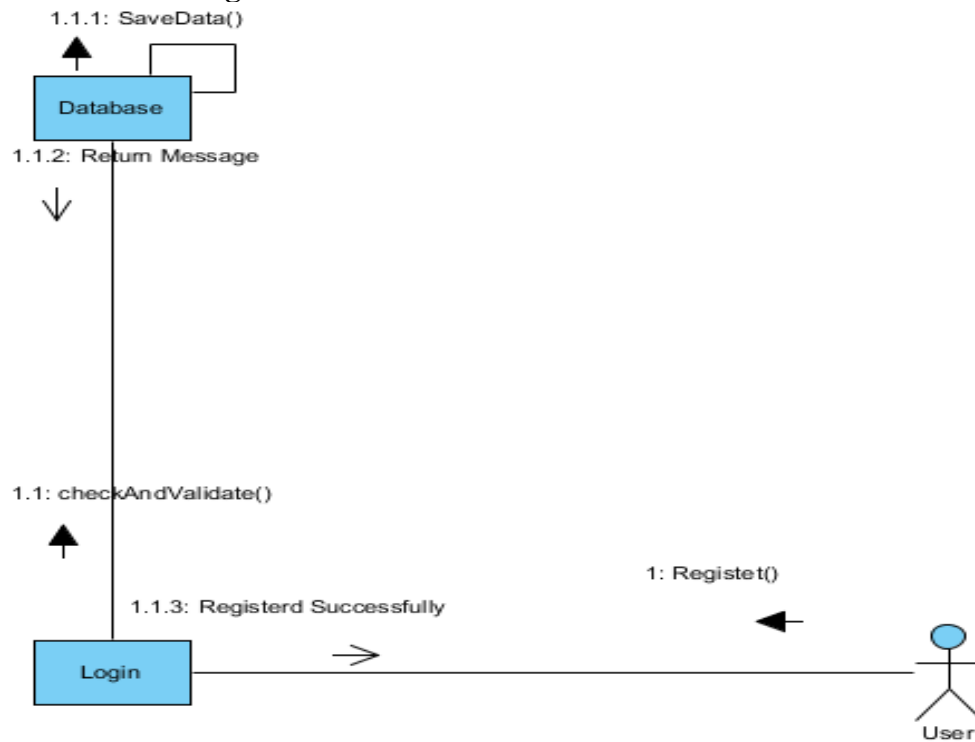 1.1.1: SaveData()
Database
1.1.2: Return Message
1.1: checkAndValidate()
1: Registet()
1.1.3: Registerd Successfully
Login
User